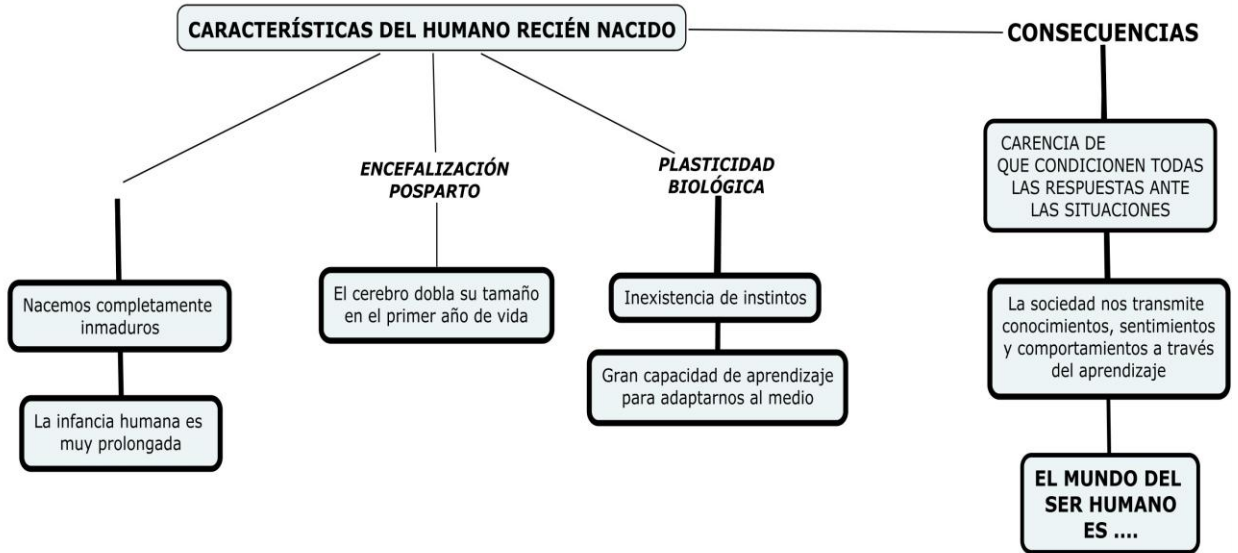 CARACTERÍSTICAS DEL HUMANO RECIÉN NACIDO
CONSECUENCIAS
ENCEFALIZACIÓN
POSPARTO
PLASTICIDAD
BIOLÓGICA
CARENCIA DE
QUE CONDICIONEN TODAS
LAS RESPUESTAS ANTE
LAS SITUACIONES
Nacemos completamente
inmaduros
El cerebro dobla su tamaño
en el primer año de vida
Inexistencia de instintos
La sociedad nos transmite
conocimientos, sentimientos
y comportamientos a través
del aprendizaje
La infancia humana es
muy prolongada
Gran capacidad de aprendizaje
para adaptarnos al medio
EL MUNDO DEL
SER HUMANO
ES ....